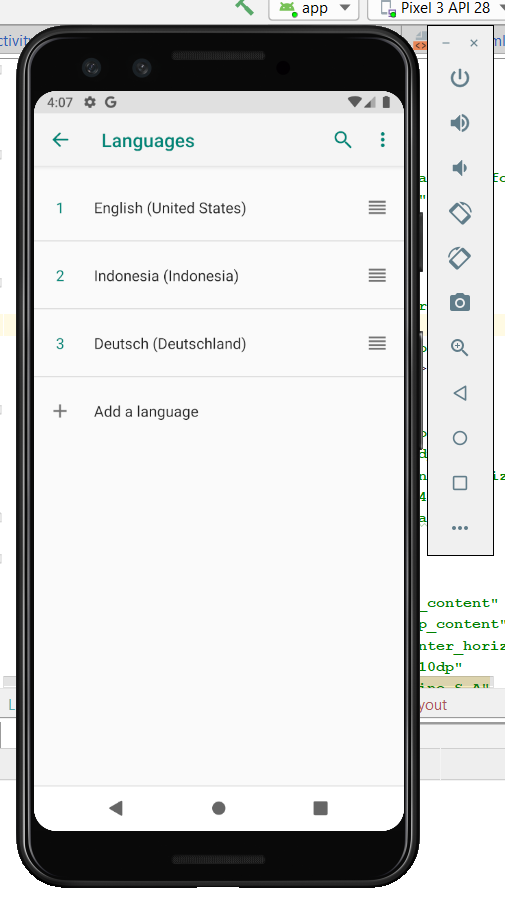 app
Pixel 3 API 28
4:07
Languages
1
English (United States)
2
Indonesia (Indonesia)
3
Deutsch (Deutschland)
Add a language
_content"
p_content"
nter_horiz
10dp"
yout